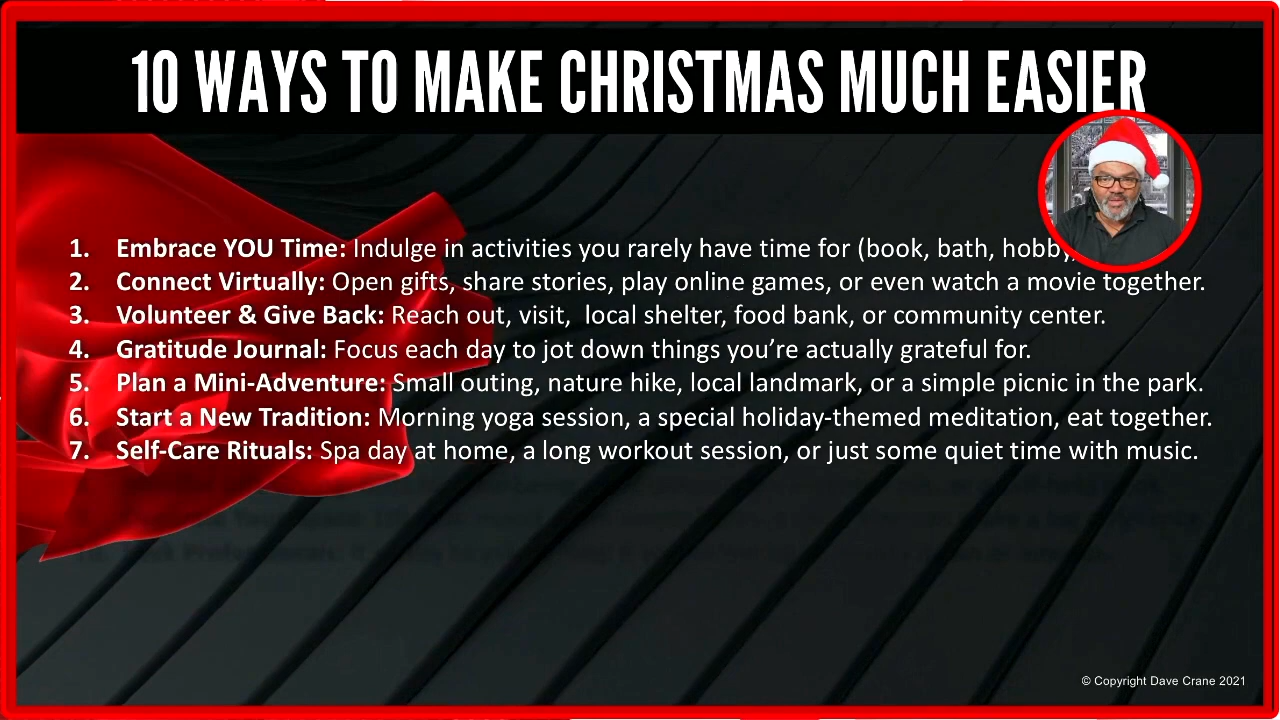 10 WAYS TO MAKE CHRISTMAS MUCH EASIER
1. Embrace YOU Time: Indulge in activities you rarely have time for (book, bath, hobby,
2. Connect Virtually: Open gifts, share stories, play online games, or even watch a movie together.
3. Volunteer & Give Back: Reach out, visit,  local shelter, food bank, or community center.
4. Gratitude Journal: Focus each day to jot down things you’re actually grateful for.
5. Plan a Mini-Adventure: Small outing, nature hike, local landmark, or a simple picnic in the park.
6. Start a New Tradition: Morning yoga session, a special holiday-themed meditation, eat together.
7. Self-Care Rituals: Spa day at home, a long workout session, or just some quiet time with music.
© Copyright Dave Crane 2021